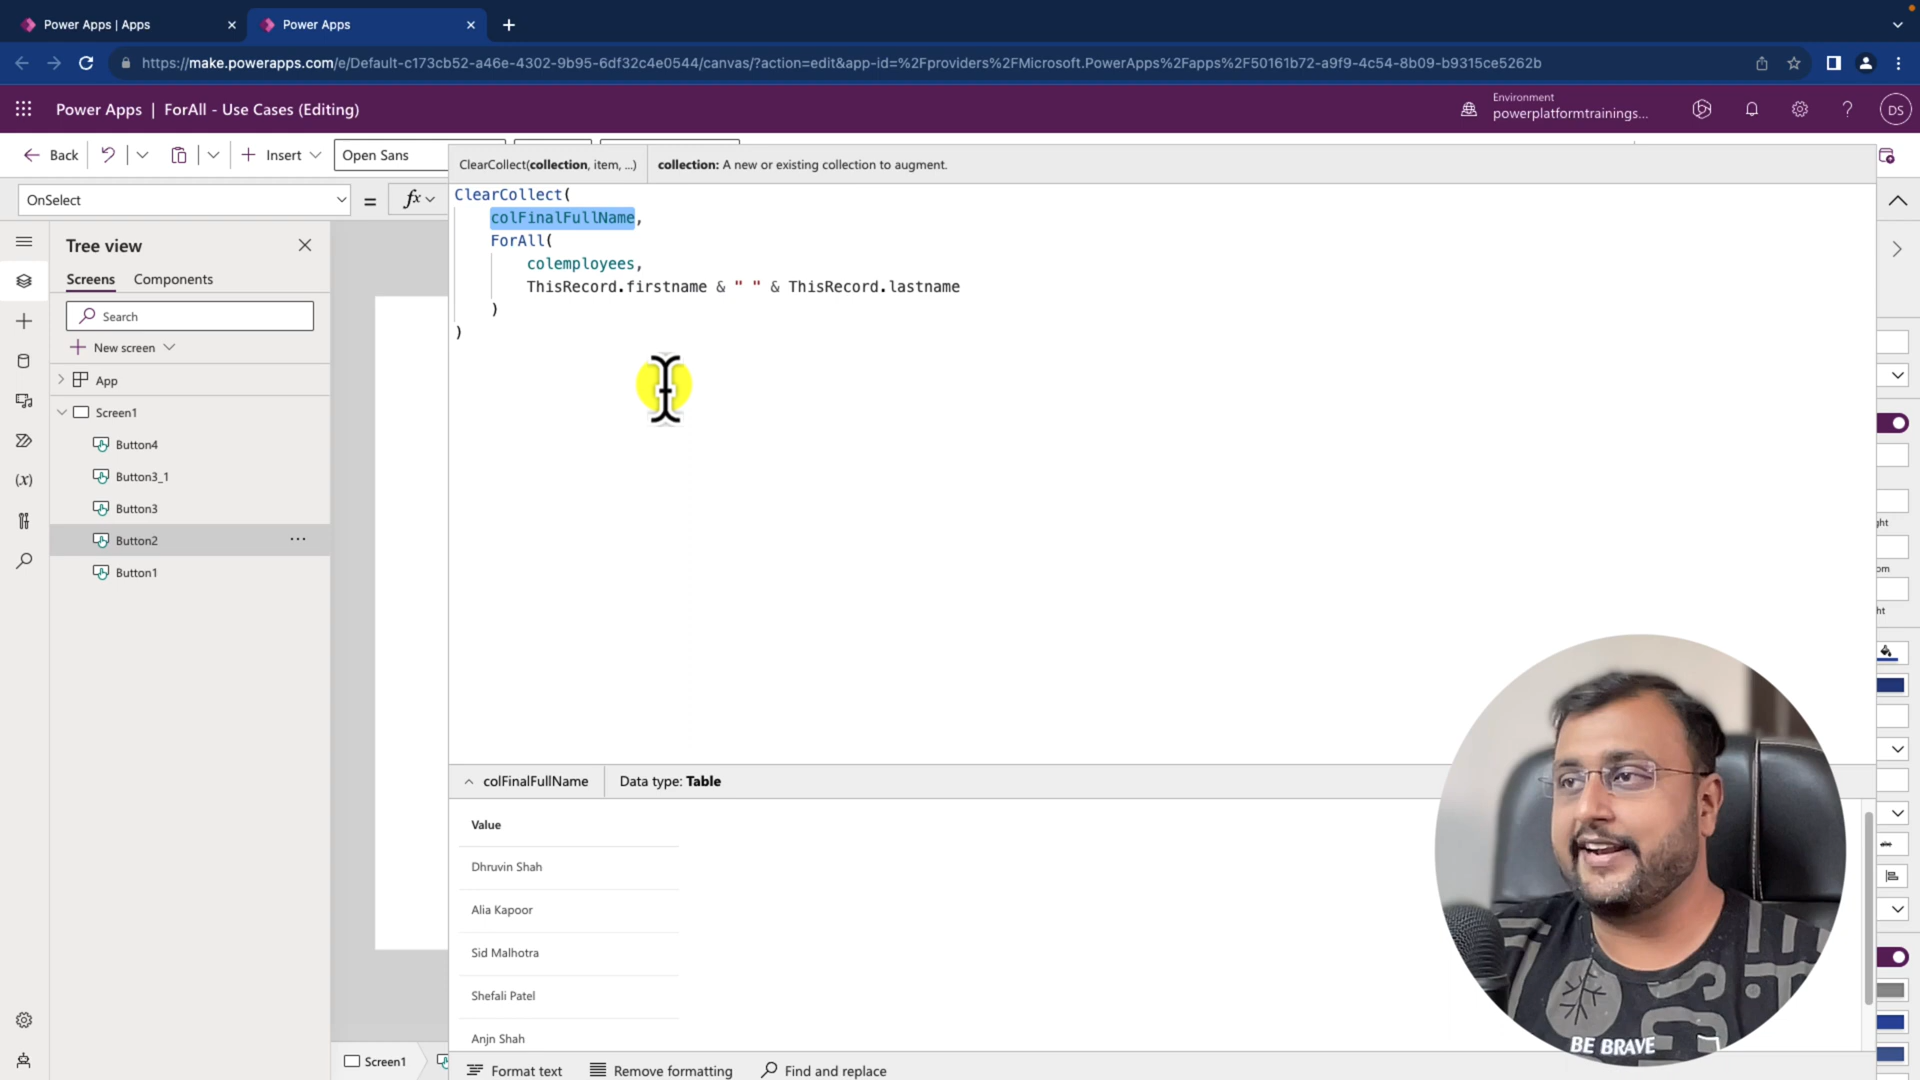 Power Apps | Apps
Power Apps
https://make.powerapps.com/e/Default-c173cb52-a46e-4302-9b95-6df32c4e0544/canvas/?action=edit&app-id=%2Fproviders%2FMicrosoft.PowerApps%2Fapps%2F50161b72-a9f9-4c54-8b09-b9315ce5262b
Power Apps | ForAll - Use Cases (Editing)
Environment
powerplatformtrainings...
DS
Back
Insert
Open Sans
ClearCollect(collection, item, ...)
collection: A new or existing collection to augment.
OnSelect
=
fx
ClearCollect(
colFinalFullName,
ForAll(
colemployees,
ThisRecord.firstname & " " & ThisRecord.lastname
)
)
Tree view
Screens
Components
Search
New screen
App
Screen1
Button4
Button3_1
Button3
Button2
Button1
ght
om
ht
colFinalFullName
Data type: Table
Value
Dhruvin Shah
Alia Kapoor
Sid Malhotra
Shefali Patel
Anjn Shah
Screen1
Format text
Remove formatting
Find and replace
BE BRAVE